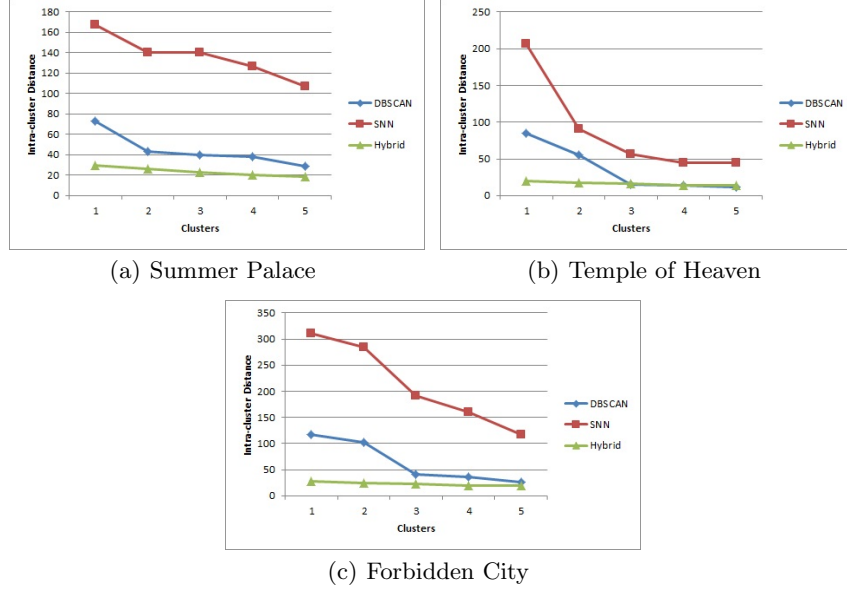 180
160
140
120
100
80
60
40
20
0
Intra-cluster Distance
1 2 3 4 5
Clusters
DBSCAN
SNN
Hybrid
(a) Summer Palace
250
200
150
100
50
0
Intra-cluster Distance
1 2 3 4 5
Clusters
DBSCAN
SNN
Hybrid
(b) Temple of Heaven
350
300
250
200
150
100
50
0
Intra-cluster Distance
1 2 3 4 5
Clusters
DBSCAN
SNN
Hybrid
(c) Forbidden City